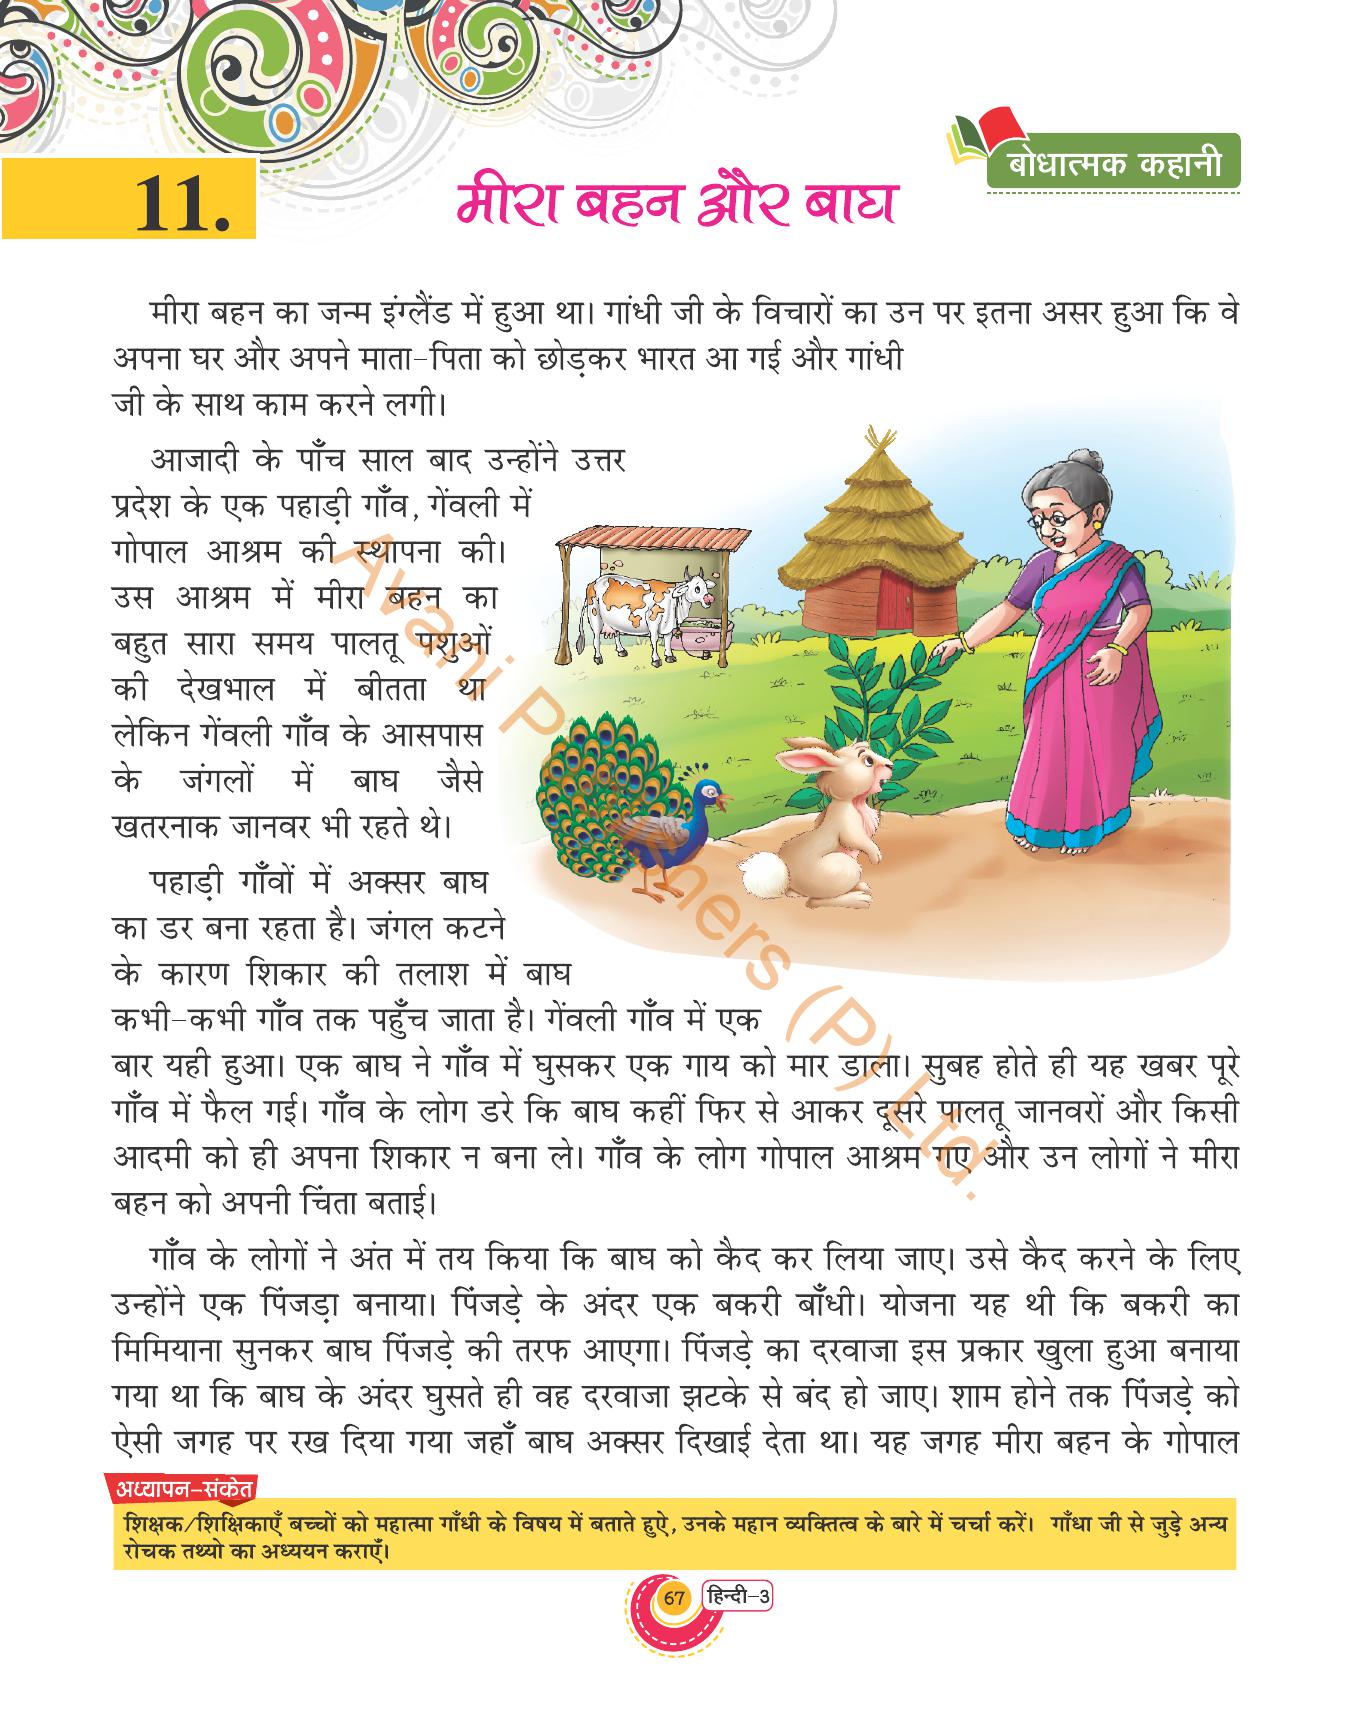 बोधात्मक कहानी
11.
मीरा बहन और बाघ
मीरा बहन का जन्म इंग्लैंड में हुआ था। गांधी जी के विचारों का उन पर इतना असर हुआ कि वे
अपना घर और अपने माता-पिता को छोड़कर भारत आ गई और गांधी
जी के साथ काम करने लगी।
आजादी के पाँच साल बाद उन्होंने उत्तर
प्रदेश के एक पहाड़ी गाँव, गेंवली में
गोपाल आश्रम की स्थापना की।
उस आश्रम में मीरा बहन का
बहुत सारा समय पालतू पशुओं
की देखभाल में बीतता था
लेकिन गेंवली गाँव के आसपास
के जंगलों में बाघ जैसे
खतरनाक जानवर भी रहते थे।
पहाड़ी गाँवों में अक्सर बाघ
का डर बना रहता है। जंगल कटने
के कारण शिकार की तलाश में बाघ
कभी-कभी गाँव तक पहुँच जाता है। गेंवली गाँव में एक
बार यही हुआ। एक बाघ ने गाँव में घुसकर एक गाय को मार डाला। सुबह होते ही यह खबर पूरे
गाँव में फैल गई। गाँव के लोग डरे कि बाघ कहीं फिर से आकर दूसरे पालतू जानवरों और किसी
आदमी को ही अपना शिकार न बना ले। गाँव के लोग गोपाल आश्रम गए और उन लोगों ने मीरा
बहन को अपनी चिंता बताई।
गाँव के लोगों ने अंत में तय किया कि बाघ को कैद कर लिया जाए। उसे कैद करने के लिए
उन्होंने एक पिंजड़ा बनाया। पिंजड़े के अंदर एक बकरी बाँधी। योजना यह थी कि बकरी का
मिमियाना सुनकर बाघ पिंजड़े की तरफ आएगा। पिंजड़े का दरवाजा इस प्रकार खुला हुआ बनाया
गया था कि बाघ के अंदर घुसते ही वह दरवाजा झटके से बंद हो जाए। शाम होने तक पिंजड़े को
ऐसी जगह पर रख दिया गया जहाँ बाघ अक्सर दिखाई देता था। यह जगह मीरा बहन के गोपाल
अध्यापन-संकेत
शिक्षक/शिक्षिकाएँ बच्चों को महात्मा गाँधी के विषय में बताते हुऐ, उनके महान व्यक्तित्व के बारे में चर्चा करें। गाँधा जी से जुड़े अन्य
रोचक तथ्यो का अध्ययन कराएँ।
67 हिन्दी-3